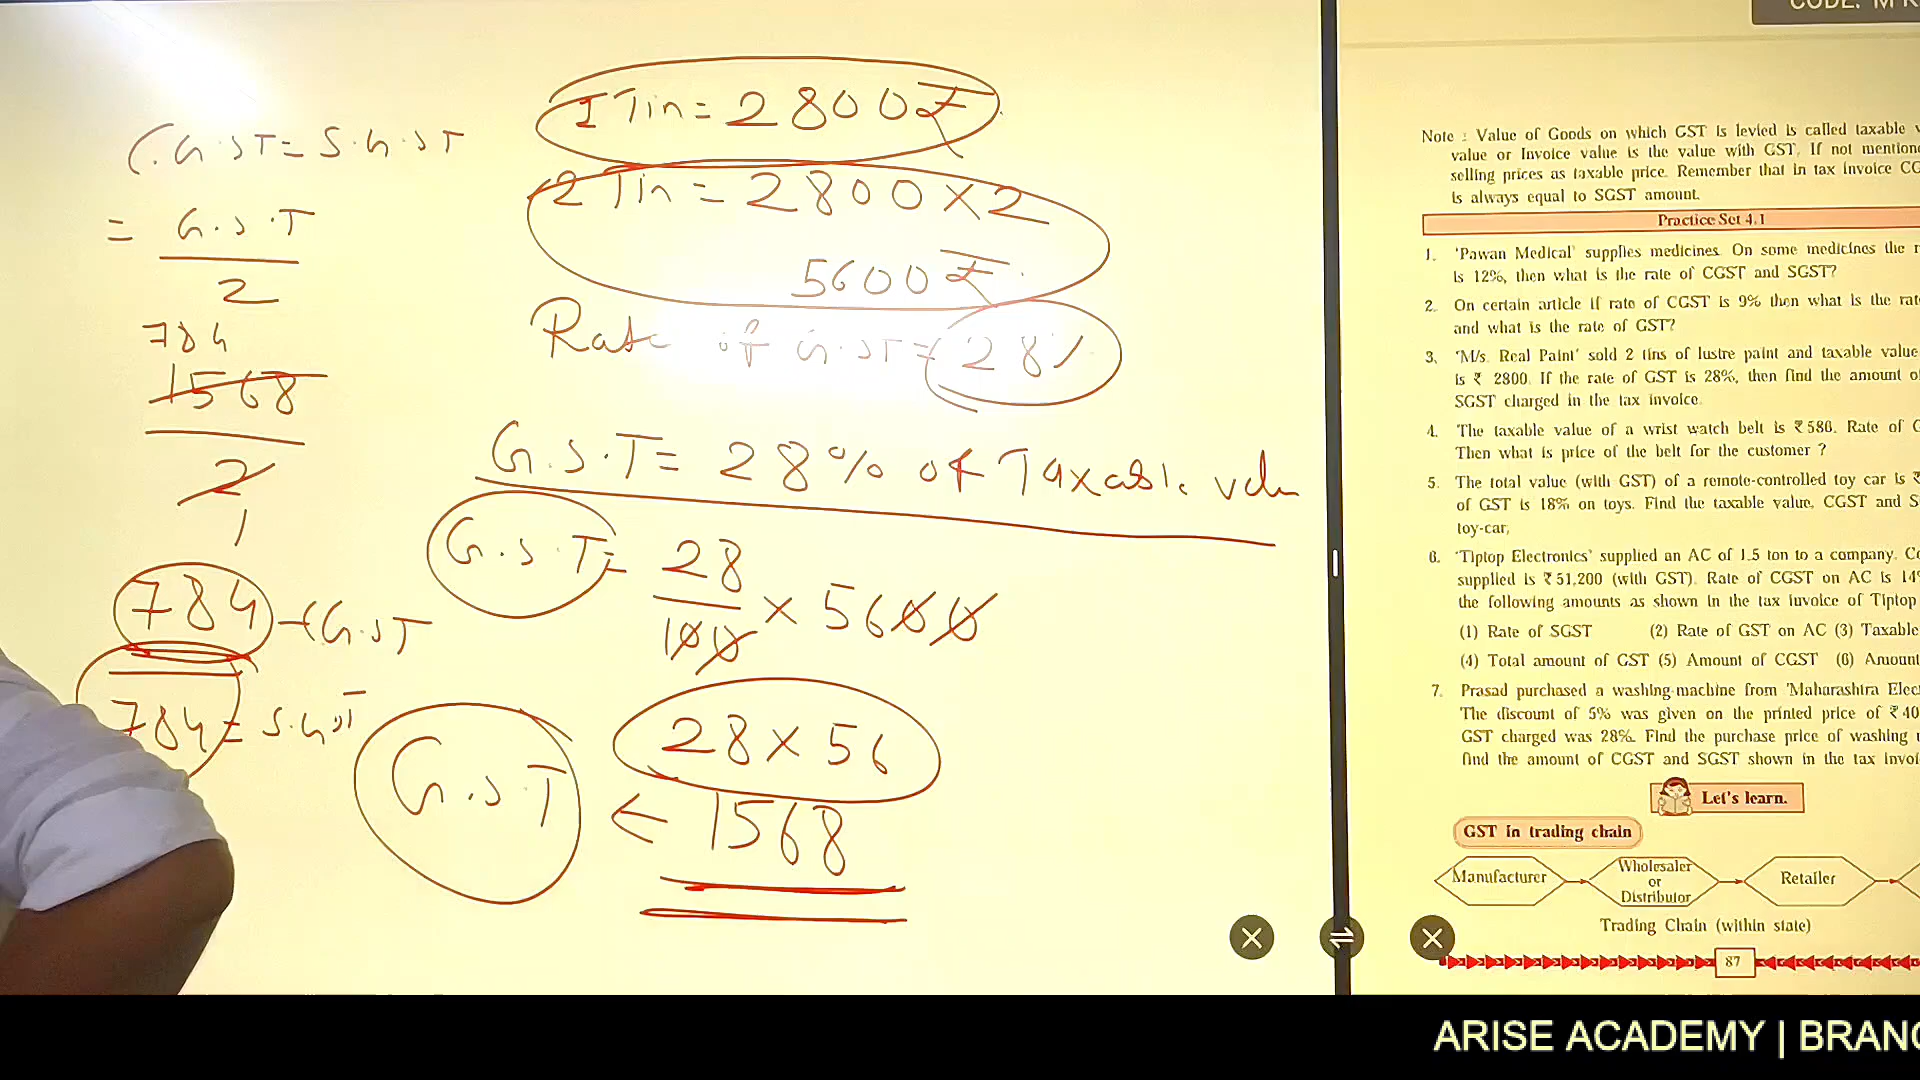 C.G.ST = S.G.ST
= G.S.T
2
784
1568
2
1
784 → CG.ST
784 = S.G.ST
1 Tin = 2800₹
2 Tin = 2800 × 2
5600₹
Rate of G.ST = 28%
G.S.T = 28% of Taxable
G.S.T = 28
100 × 5600
28 × 56
G.S.T ← 1568
Note : Value of Goods on which GST is levied is called taxable
value or Invoice value is the value with GST. If not
selling prices as taxable price. Remember that in tax invoice
is always equal to SGST amount.
Practice Set 4.1
1. 'Pawan Medical' supplies medicines. On some medicines the
is 12%, then what is the rate of CGST and SGST?
2. On certain article if rate of CGST is 9% then what is the
and what is the rate of GST?
3. 'M/s. Real Paint' sold 2 tins of lustre paint and taxable value
is ₹ 2800. If the rate of GST is 28%, then find the amount
SGST charged in the tax invoice.
4. The taxable value of a wrist watch belt is ₹ 586. Rate of
Then what is price of the belt for the customer ?
5. The total value (with GST) of a remote-controlled toy car is ₹
of GST is 18% on toys. Find the taxable value, CGST and
toy-car,
6. 'Tiptop Electronics' supplied an AC of 1.5 ton to a company.
supplied is ₹ 51,200 (with GST). Rate of CGST on AC is
the following amounts as shown in the tax invoice of Tiptop
(1) Rate of SGST (2) Rate of GST on AC (3) Taxable
(4) Total amount of GST (5) Amount of CGST (6)
7. Prasad purchased a washing-machine from
The discount of 5% was given on the printed price of ₹
GST charged was 28%. Find the purchase price of washing
find the amount of CGST and SGST shown in the tax
Let's learn.
GST in trading chain
Manufacturer
Wholesaler
or
Distributor
Retailer
Trading Chain (within state)
87
ARISE ACADEMY |